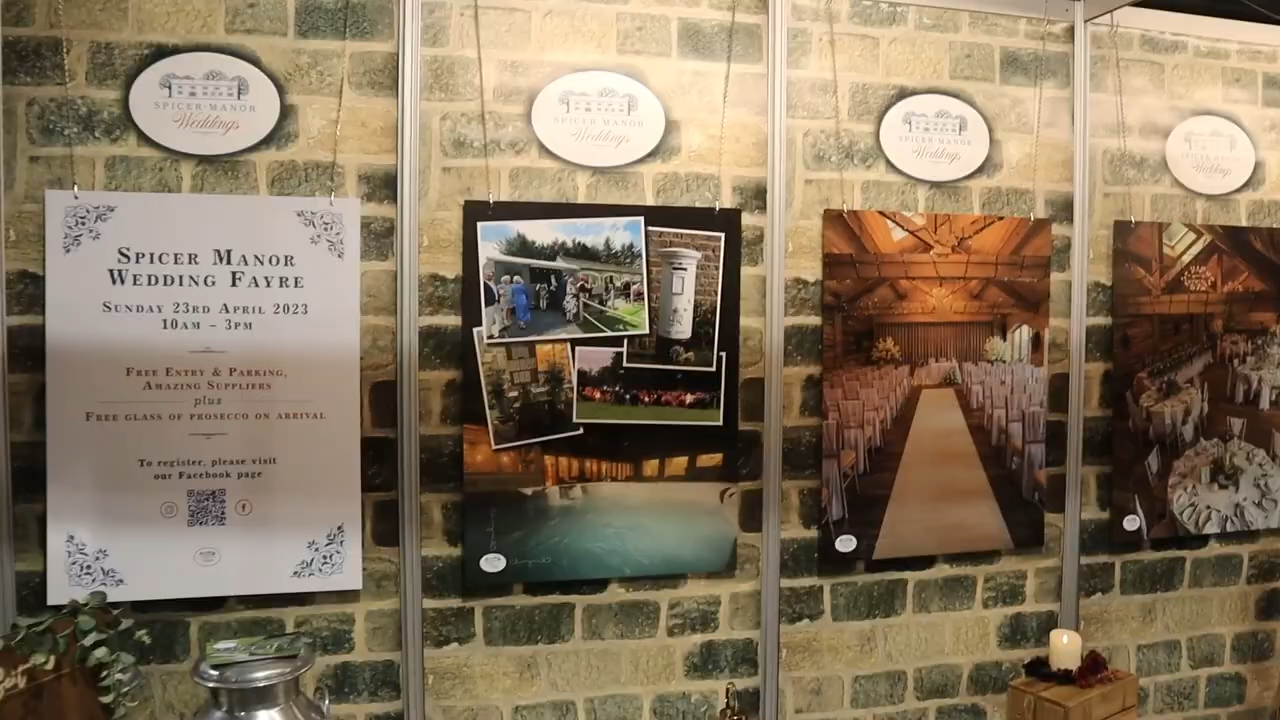 SPICER·MANOR
Weddings
SPICER MANOR
Weddings
SPICER·MANOR
Weddings
SPICER MANOR
Weddings
SPICER MANOR
WEDDING FAYRE
SUNDAY 23RD APRIL 2023
10AM – 3PM
FREE ENTRY & PARKING,
AMAZING SUPPLIERS
plus
FREE GLASS OF PROSECCO ON ARRIVAL
To register, please visit
our Facebook page